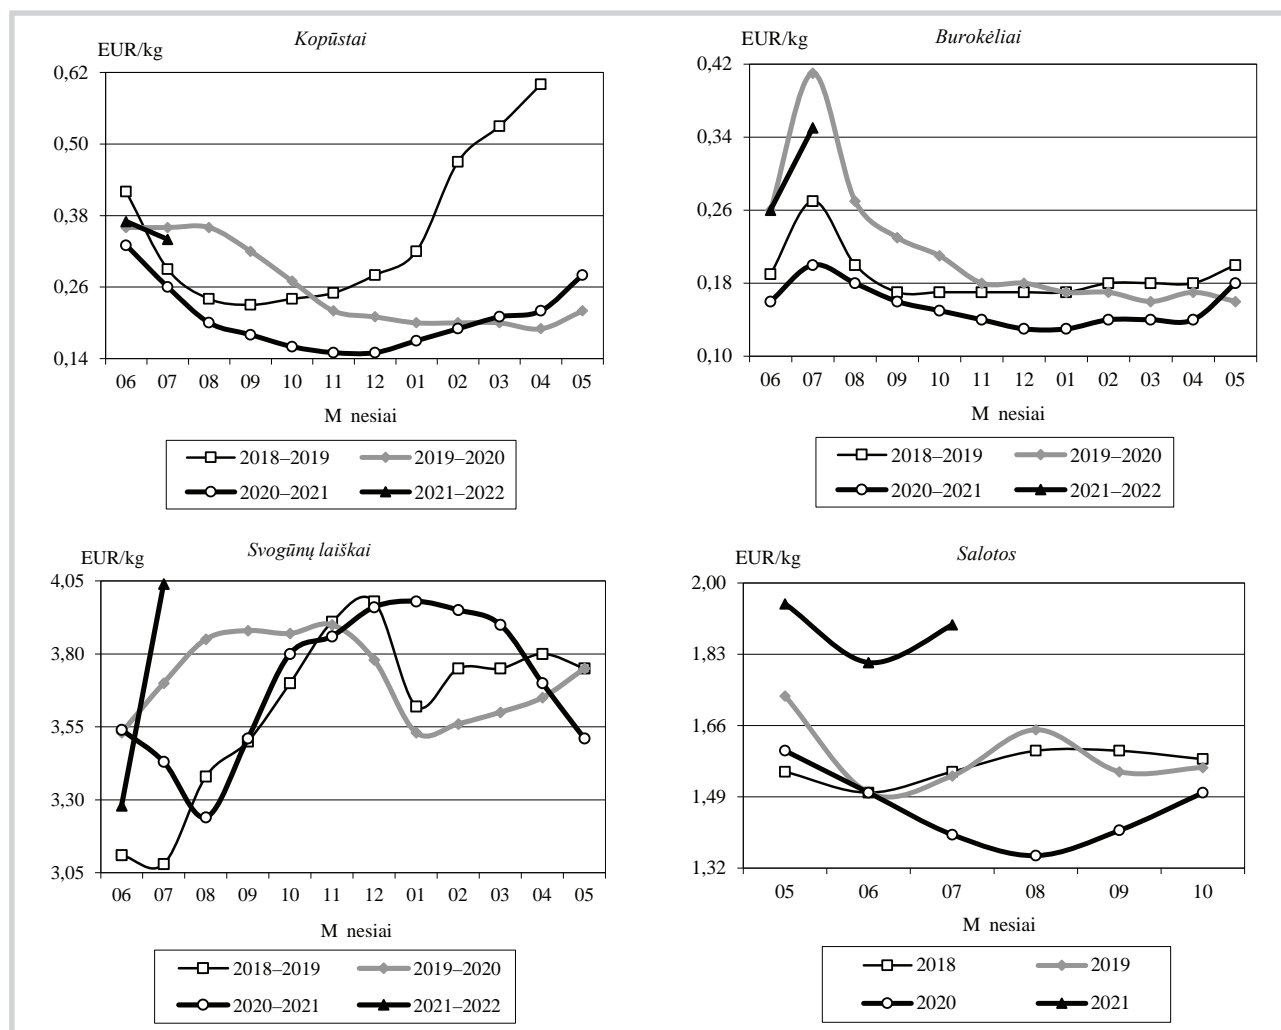 Kopūstai
EUR/kg
0,62
0,50
0,38
0,26
0,14
06 07 08 09 10 11 12 01 02 03 04 05
M nesiai
2018–2019 2019–2020
2020–2021 2021–2022
Burokėliai
EUR/kg
0,42
0,34
0,26
0,18
0,10
06 07 08 09 10 11 12 01 02 03 04 05
M nesiai
2018–2019 2019–2020
2020–2021 2021–2022
Svogūnų laiškai
EUR/kg
4,05
3,80
3,55
3,30
3,05
06 07 08 09 10 11 12 01 02 03 04 05
M nesiai
2018–2019 2019–2020
2020–2021 2021–2022
Salotos
EUR/kg
2,00
1,83
1,66
1,49
1,32
05 06 07 08 09 10
M nesiai
2018 2019
2020 2021